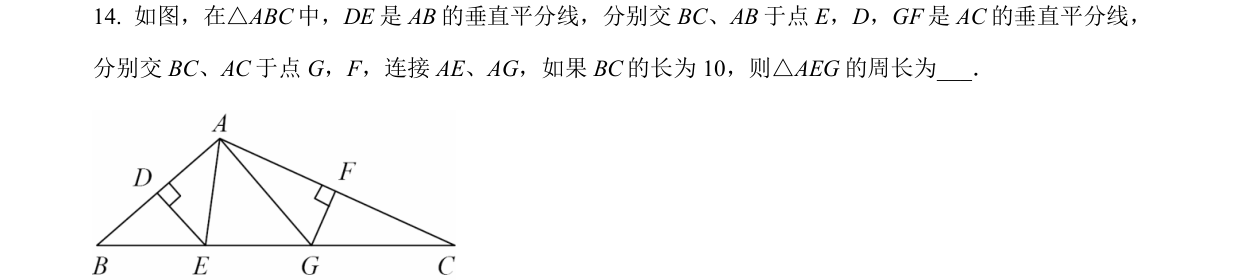 14. 如图，在△ABC中，DE是AB的垂直平分线，分别交BC、AB于点E，D，GF是AC的垂直平分线，
分别交BC、AC于点G，F，连接AE、AG，如果BC的长为10，则△AEG的周长为___．
A
D
F
B
E
G
C